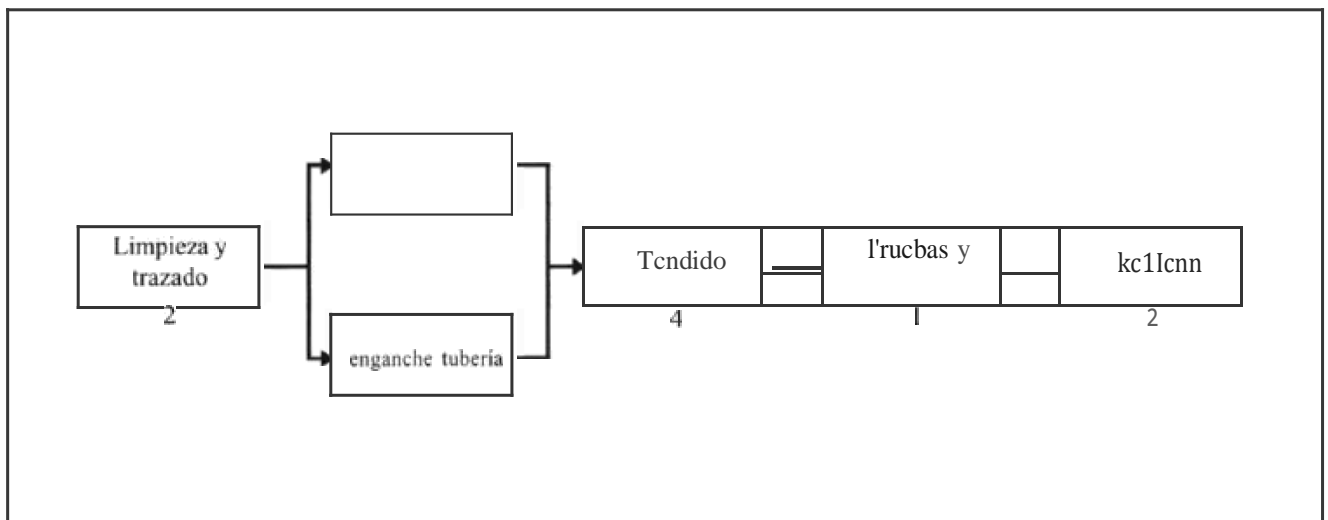 Limpieza y
trazado
2
enganche tubería
Tcndido
4
l'rucbas y
l
kc1Icnn
2